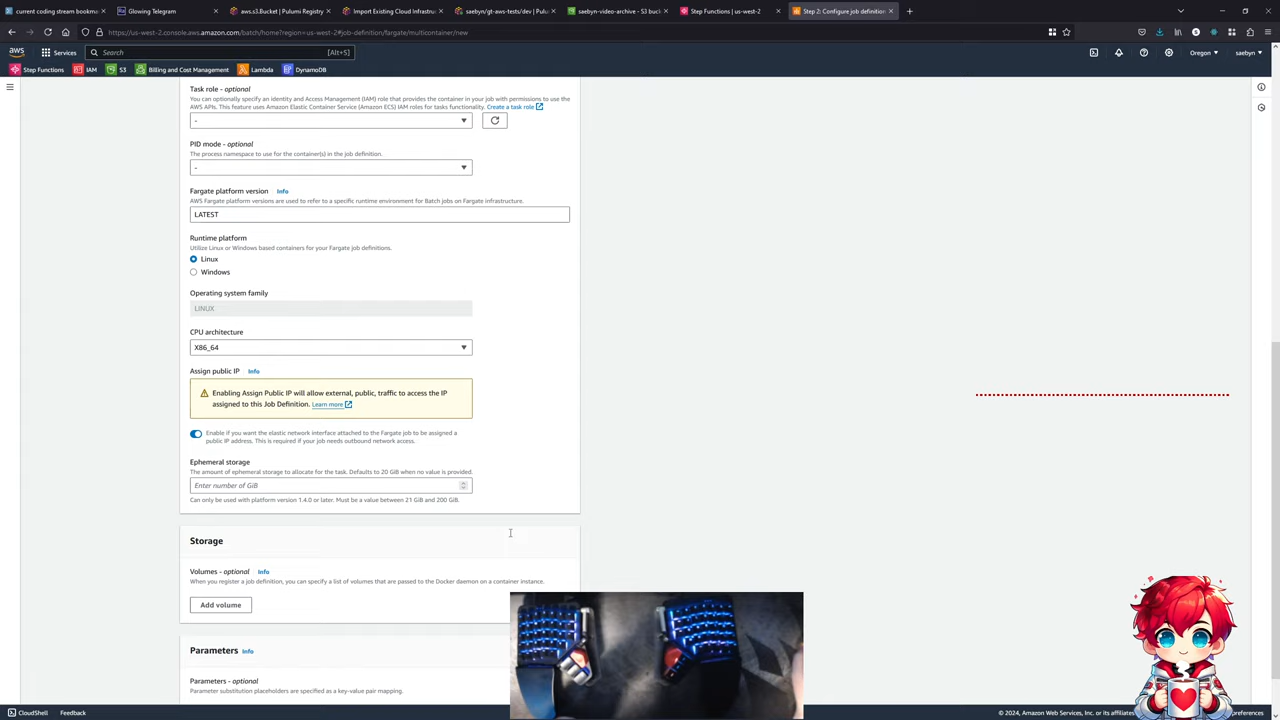 current coding stream bookmar
Glowing Telegram
aws.s3.Bucket | Pulumi Registry
Import Existing Cloud Infrastruc
saebyn/gt-aws-tests/dev | Pulu
saebyn-video-archive - S3 buck
Step Functions | us-west-2
Step 2: Configure job definition
https://us-west-2.console.aws.amazon.com/batch/home?region=us-west-2#job-definition/fargate/multicontainer/new
aws
Services
Search
[Alt+S]
Oregon
saebyn
Step Functions
IAM
S3
Billing and Cost Management
Lambda
DynamoDB
Task role - optional
You can optionally specify an identity and Access Management (IAM) role that provides the container in your job with permissions to use the
AWS APIs. This feature uses Amazon Elastic Container Service (Amazon ECS) IAM roles for tasks functionality. Create a task role
-
PID mode - optional
The process namespace to use for the container(s) in the job definition.
-
Fargate platform version Info
AWS Fargate platform versions are used to refer to a specific runtime environment for Batch jobs on Fargate infrastructure.
LATEST
Runtime platform
Utilize Linux or Windows based containers for your Fargate job definitions.
Linux
Windows
Operating system family
LINUX
CPU architecture
X86_64
Assign public IP Info
Enabling Assign Public IP will allow external, public, traffic to access the IP
assigned to this Job Definition. Learn more
Enable if you want the elastic network interface attached to the Fargate job to be assigned a
public IP address. This is required if your job needs outbound network access.
Ephemeral storage
The amount of ephemeral storage to allocate for the task. Defaults to 20 GiB when no value is provided.
Enter number of GiB
Can only be used with platform version 1.4.0 or later. Must be a value between 21 GiB and 200 GiB.
Storage
Volumes - optional Info
When you register a job definition, you can specify a list of volumes that are passed to the Docker daemon on a container instance.
Add volume
Parameters Info
Parameters - optional
Parameter substitution placeholders are specified as a key-value pair mapping.
CloudShell
Feedback
© 2024, Amazon Web Services, Inc. or its affiliates
preferences